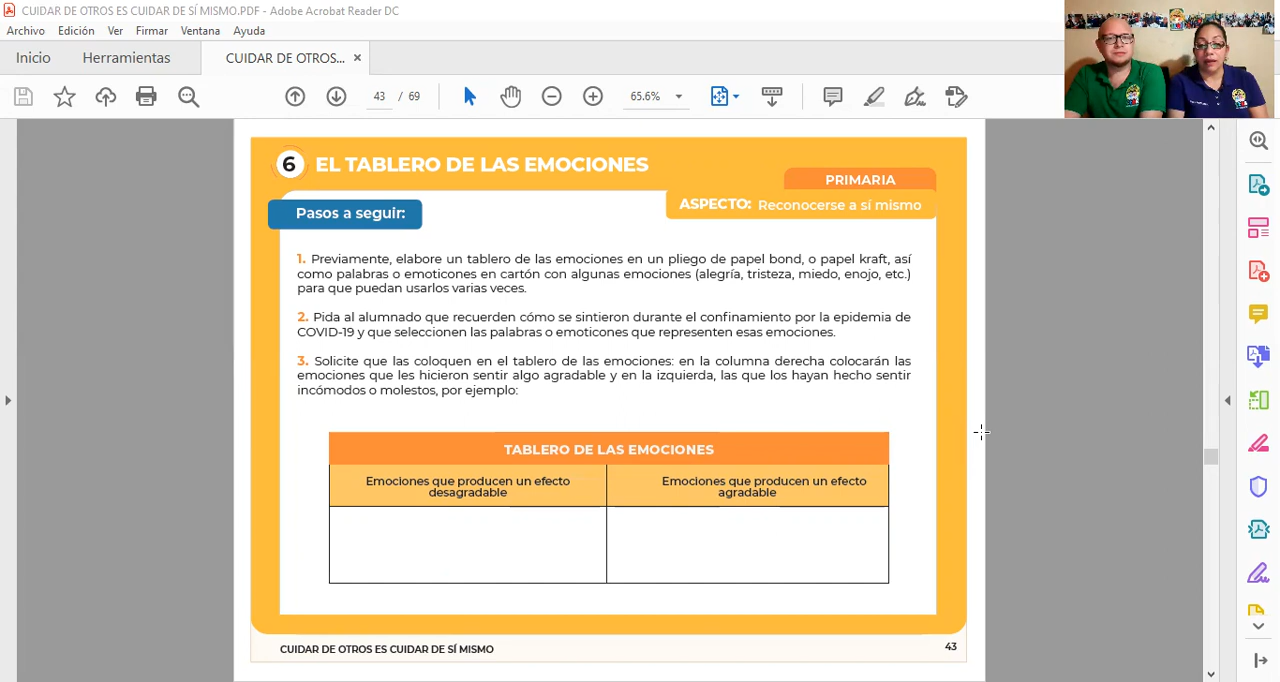 CUIDAR DE OTROS ES CUIDAR DE SÍ MISMO.PDF - Adobe Acrobat Reader DC
Archivo Edición Ver Firmar Ventana Ayuda
Inicio Herramientas CUIDAR DE OTROS... ×
43 / 69 65.6%
6 EL TABLERO DE LAS EMOCIONES
PRIMARIA
ASPECTO: Reconocerse a sí mismo
Pasos a seguir:
1. Previamente, elabore un tablero de las emociones en un pliego de papel bond, o papel kraft, así
como palabras o emoticones en cartón con algunas emociones (alegría, tristeza, miedo, enojo, etc.)
para que puedan usarlos varias veces.
2. Pida al alumnado que recuerden cómo se sintieron durante el confinamiento por la epidemia de
COVID-19 y que seleccionen las palabras o emoticones que representen esas emociones.
3. Solicite que las coloquen en el tablero de las emociones: en la columna derecha colocarán las
emociones que les hicieron sentir algo agradable y en la izquierda, las que los hayan hecho sentir
incómodos o molestos, por ejemplo:
TABLERO DE LAS EMOCIONES
Emociones que producen un efecto
desagradable
Emociones que producen un efecto
agradable
CUIDAR DE OTROS ES CUIDAR DE SÍ MISMO
43